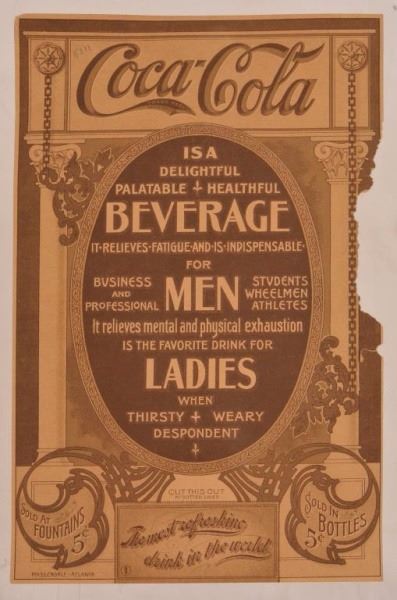 Coca-Cola
IS A
DELIGHTFUL
PALATABLE HEALTHFUL
BEVERAGE
IT·RELIEVES·FATIGUE·AND·IS·INDISPENSABLE·
FOR
BUSINESS AND PROFESSIONAL MEN STUDENTS WHEELMEN ATHLETES
It relieves mental and physical exhaustion
IS THE FAVORITE DRINK FOR
LADIES
WHEN
THIRSTY WEARY
DESPONDENT
CUT THIS OUT
SOLD AT
FOUNTAINS
5¢
The most refreshing
drink in the world.
SOLD IN
BOTTLES
5¢